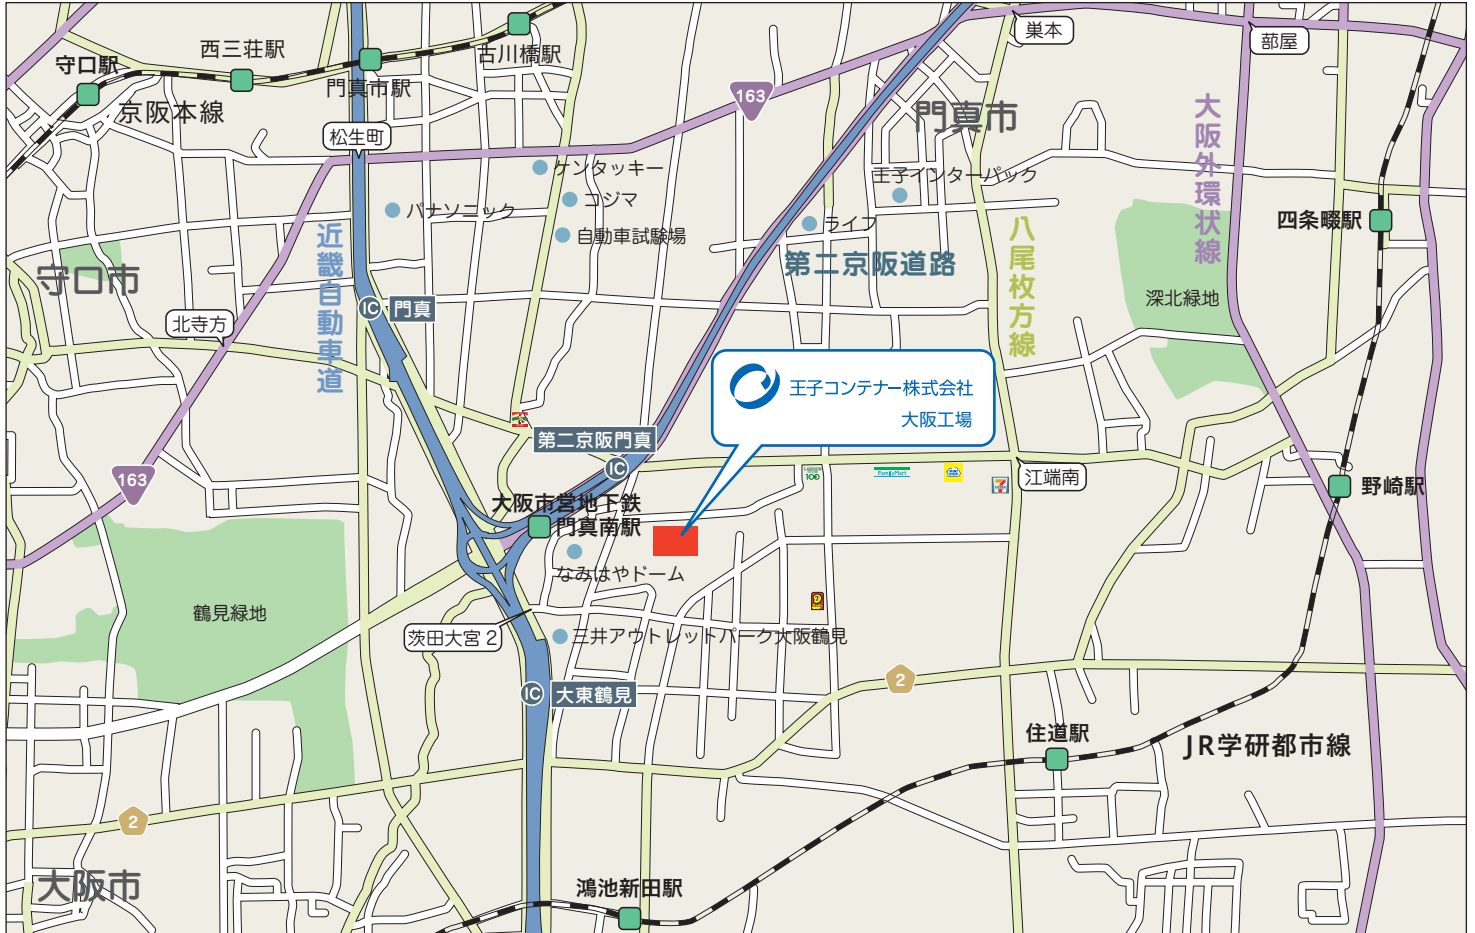 巣本
蔀屋
西三荘駅
古川橋駅
守口駅
門真市駅
京阪本線
163
門真市
大阪外環状線
松生町
ケンタッキー
王子インターパック
コジマ
パナソニック
ライフ
自動車試験場
四条畷駅
八尾枚方線
近畿自動車道
第二京阪道路
守口市
深北緑地
IC
門真
北寺方
王子コンテナー株式会社
大阪工場
第二京阪門真
IC
163
LAWSON
STORE
100
FamilyMart
7
江端南
野崎駅
大阪市営地下鉄
門真南駅
なみはやドーム
鶴見緑地
茨田大宮2
三井アウトレットパーク大阪鶴見
2
IC
大東鶴見
住道駅
JR学研都市線
2
大阪市
鴻池新田駅